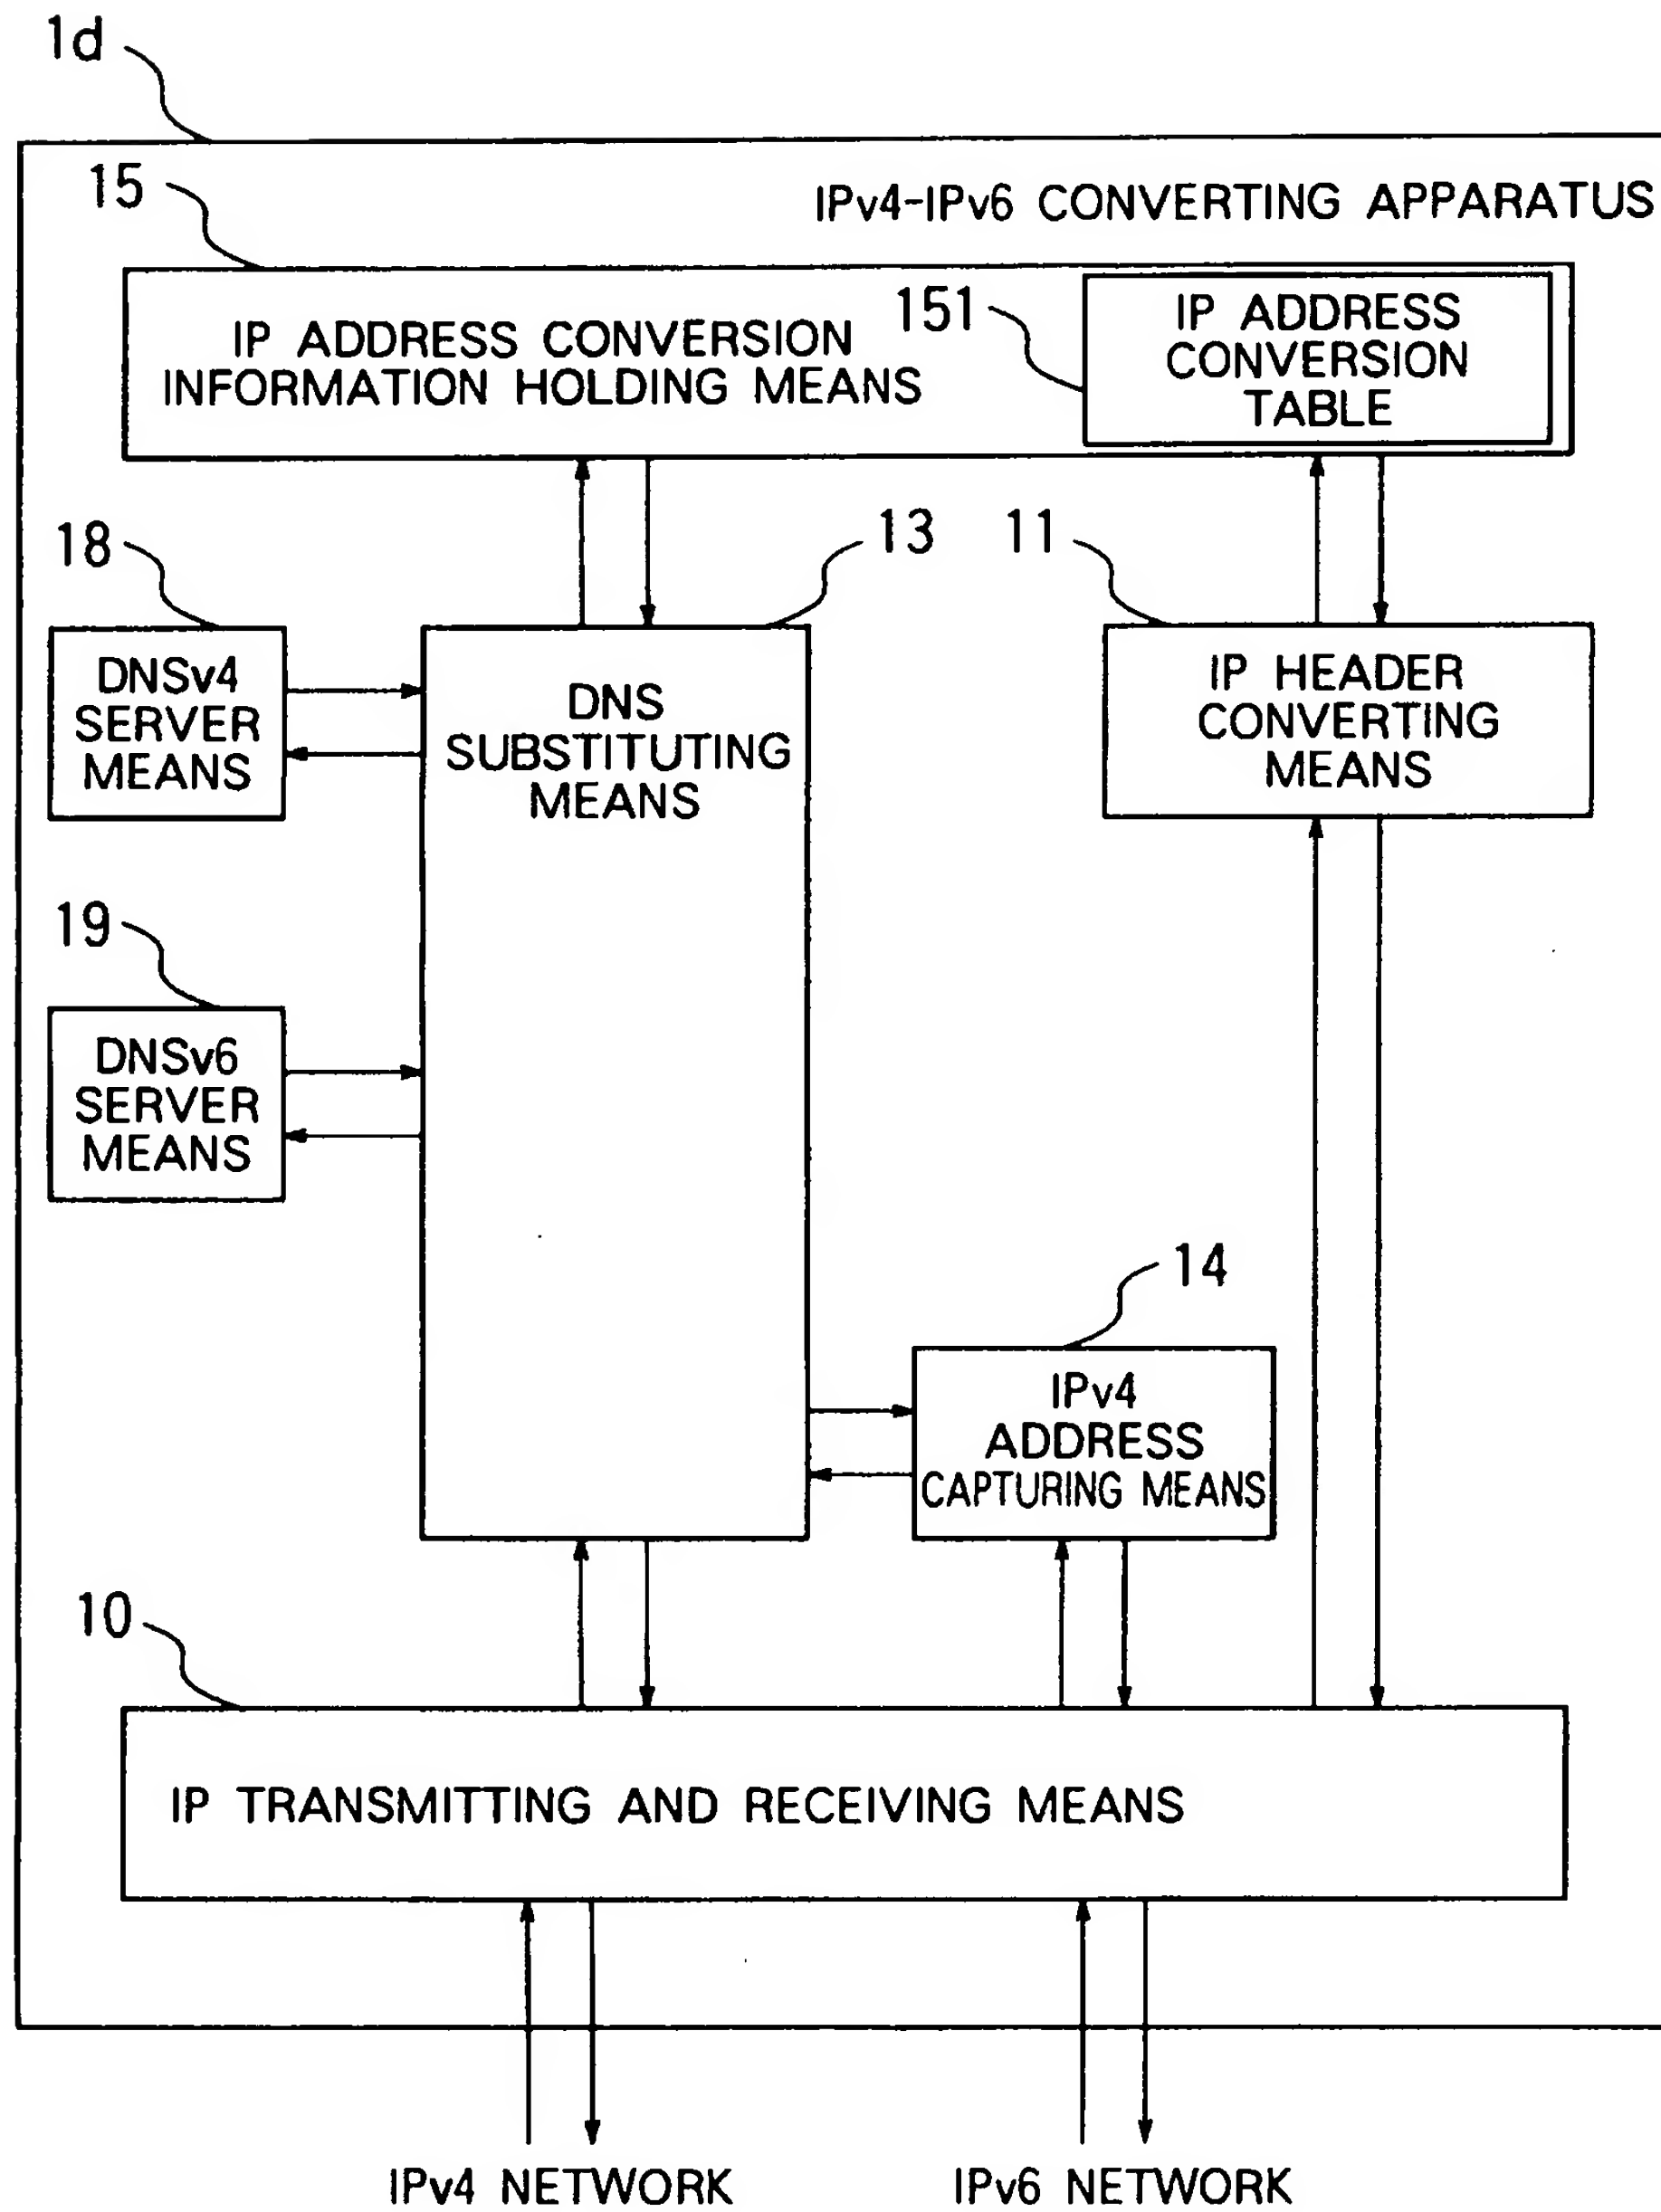 1d
15
IPv4-IPv6 CONVERTING APPARATUS
IP ADDRESS CONVERSION
INFORMATION HOLDING MEANS
151
IP ADDRESS
CONVERSION
TABLE
18
13
11
DNSv4
SERVER
MEANS
DNS
SUBSTITUTING
MEANS
IP HEADER
CONVERTING
MEANS
19
DNSv6
SERVER
MEANS
14
IPv4
ADDRESS
CAPTURING MEANS
10
IP TRANSMITTING AND RECEIVING MEANS
IPv4 NETWORK
IPv6 NETWORK